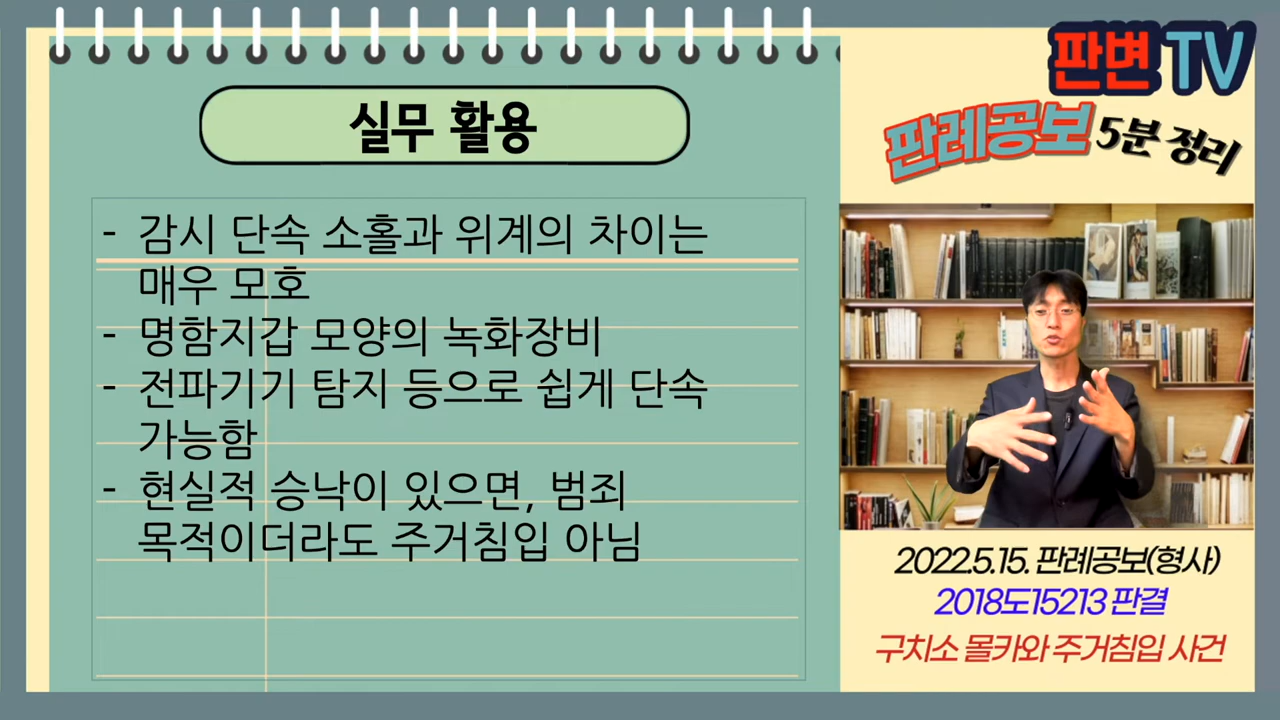 실무 활용
- 감시 단속 소홀과 위계의 차이는
매우 모호
- 명함지갑 모양의 녹화장비
- 전파기기 탐지 등으로 쉽게 단속
가능함
- 현실적 승낙이 있으면, 범죄
목적이더라도 주거침입 아님
판변 TV
판례공보 5분 정리
2022.5.15. 판례공보(형사)
2018도15213 판결
구치소 몰카와 주거침입 사건